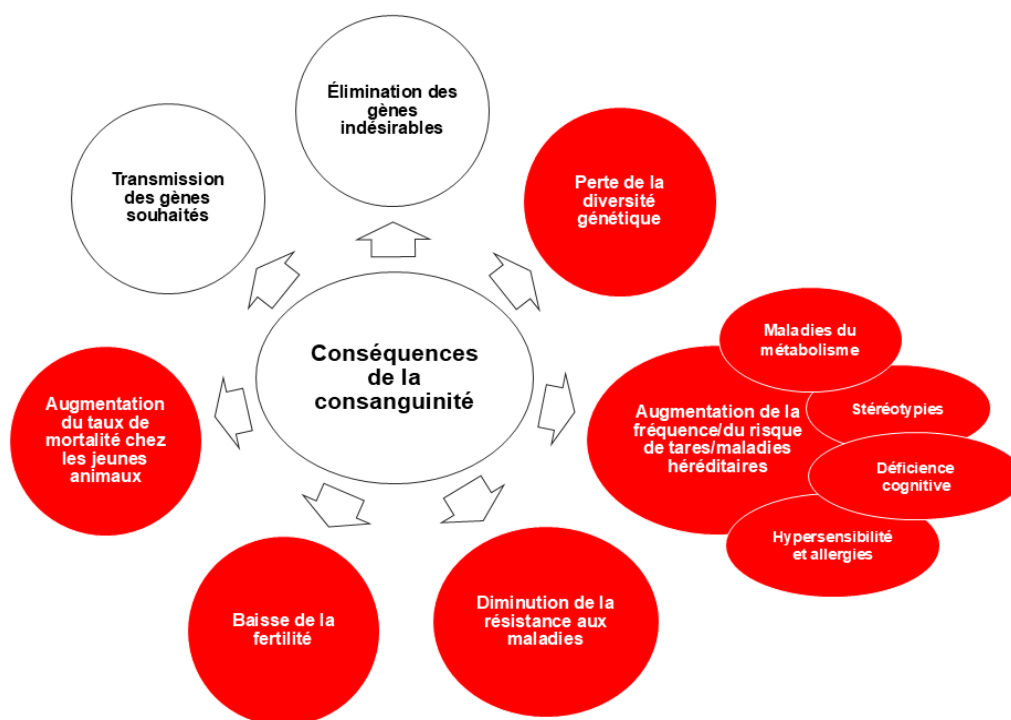 Élimination des
gènes
indésirables
Transmission
des gènes
souhaités
Perte de la
diversité
génétique
Conséquences
de la
consanguinité
Maladies du
métabolisme
Augmentation de la
fréquence/du risque
de tares/maladies
héréditaires
Stéréotypies
Déficience
cognitive
Hypersensibilité
et allergies
Augmentation
du taux de
mortalité chez
les jeunes
animaux
Baisse de la
fertilité
Diminution de la
résistance aux
maladies